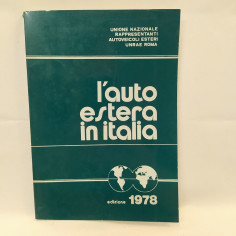 UNIONE NAZIONALE
RAPPRESENTANTI
AUTOVEICOLI ESTERI
UNRAE ROMA
l'auto
estera
in italia
edizione 1978